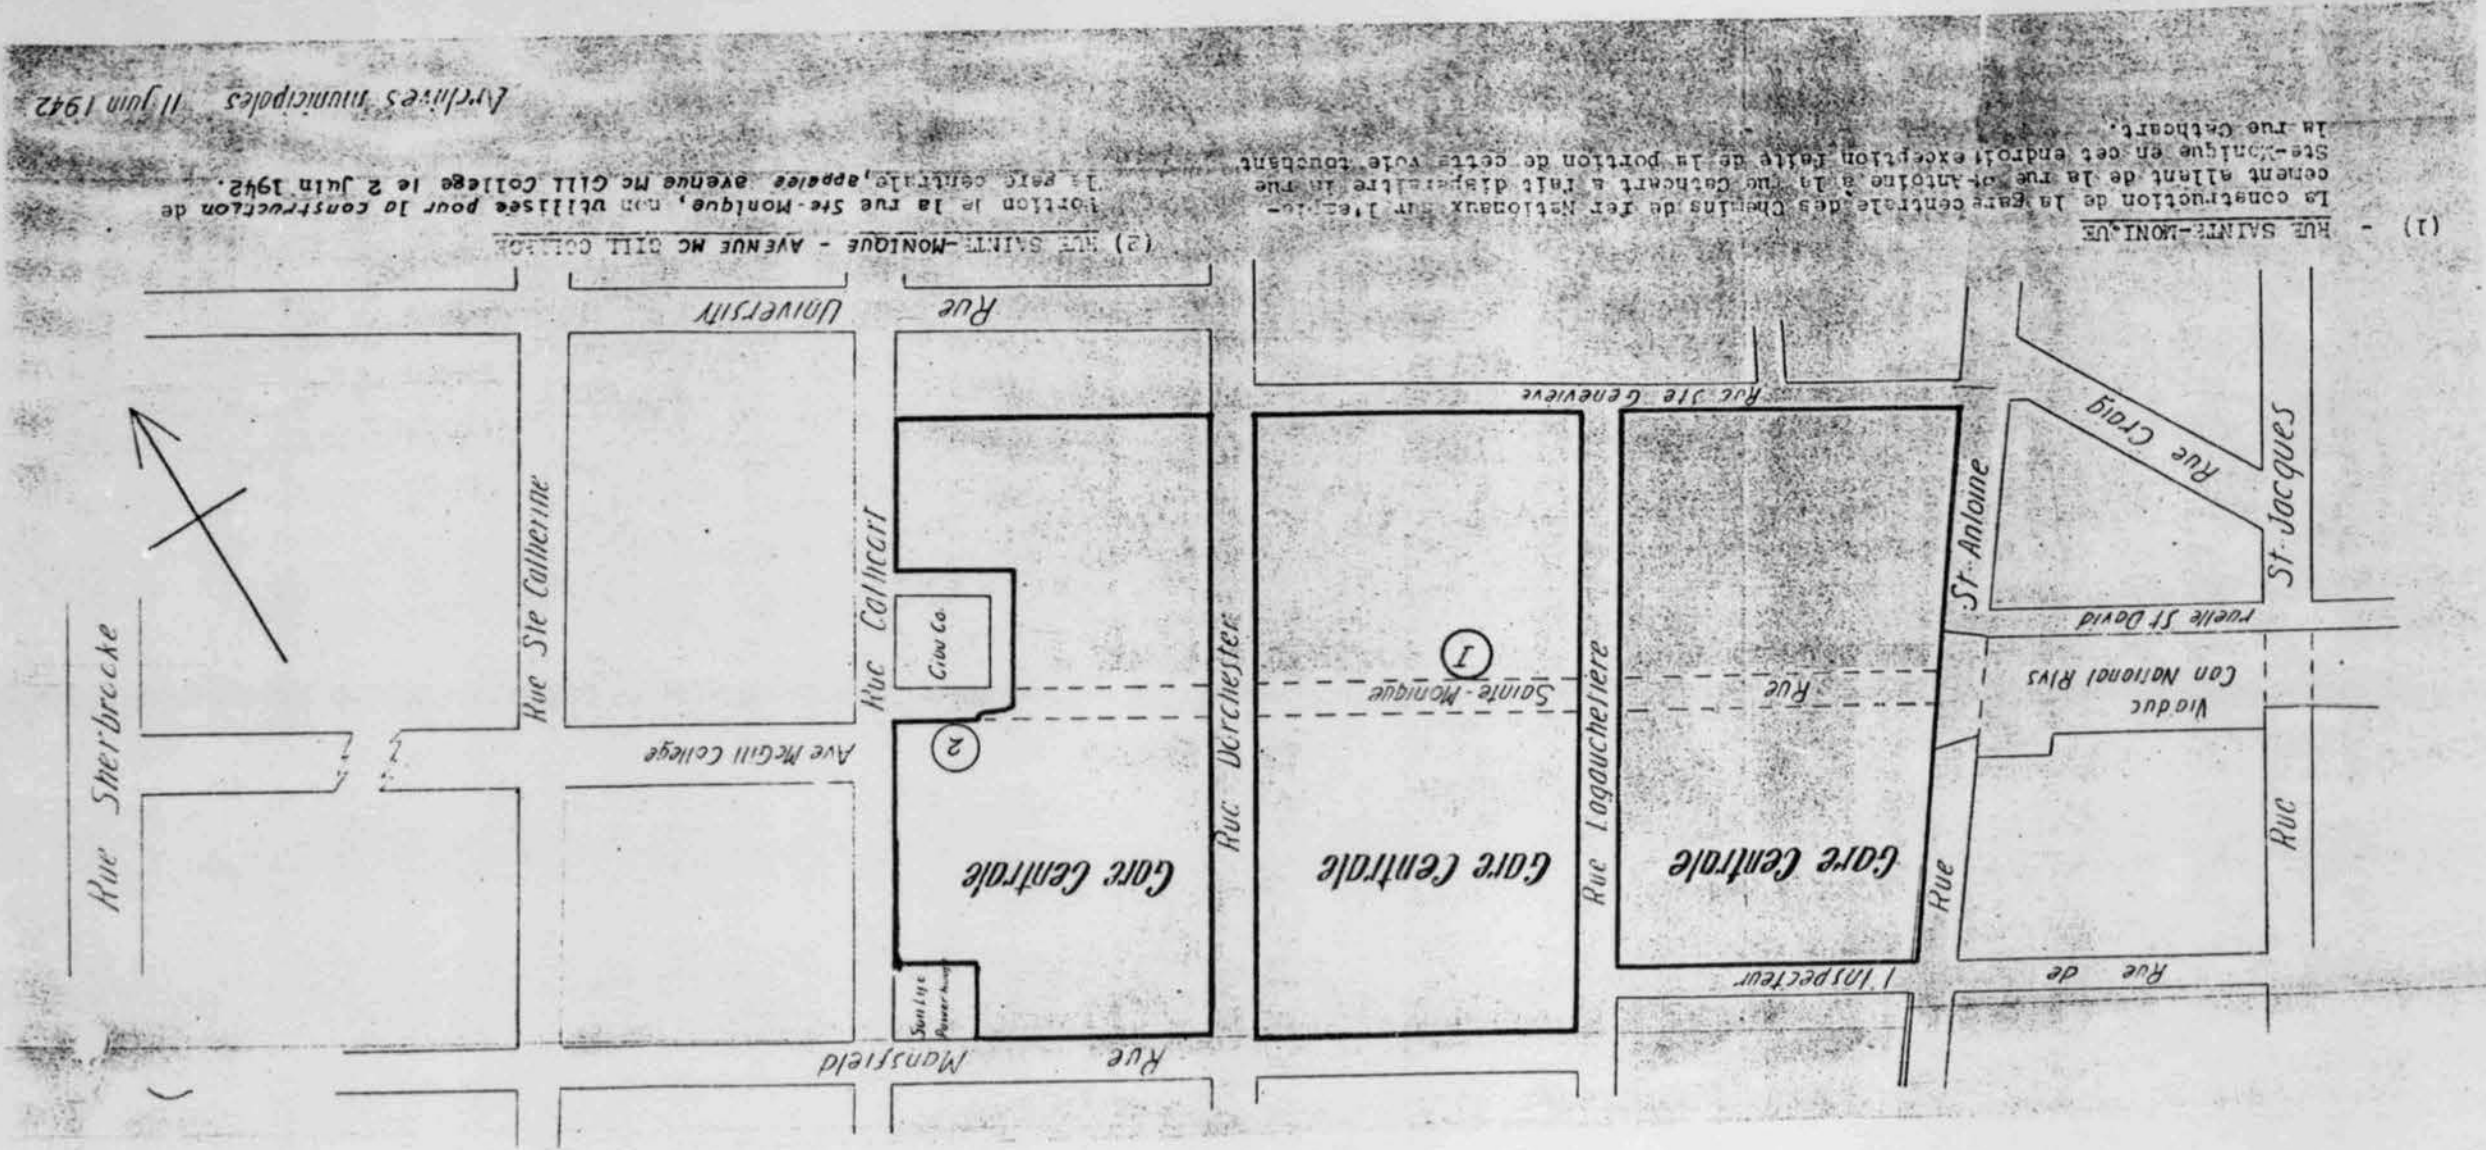 (1) - RUE SAINTE-MONIQUE
La construction de la gare centrale des Chemins de fer Nationaux sur l'empla-
cement allant de la rue St-Antoine à la rue Cathcart a fait disparaître la rue
Ste-Monique en cet endroit exception faite de la portion de cette voie touchant
la rue Cathcart.
(2) RUE SAINTE-MONIQUE - AVENUE MC GILL COLLEGE
Portion de la rue Ste-Monique, non utilisée pour la construction de
la gare centrale, appelée avenue Mc Gill College le 2 juin 1942.
Archives municipales 11 juin 1942
Rue Mansfield
Rue de l'Inspecteur
Sun Life
Power house
Gare Centrale
Gare Centrale
Gare Centrale
Rue Sherbrooke
Rue Ste Catherine
Rue Cathcart
Rue Dorchester
Rue Lagauchetière
Rue St-Antoine
Rue St-Jacques
Ave McGill College
2
Rue Sainte-Monique
1
Viaduc
Can National Rlys
ruelle St David
Rue Craig
Rue Ste Geneviève
Rue University